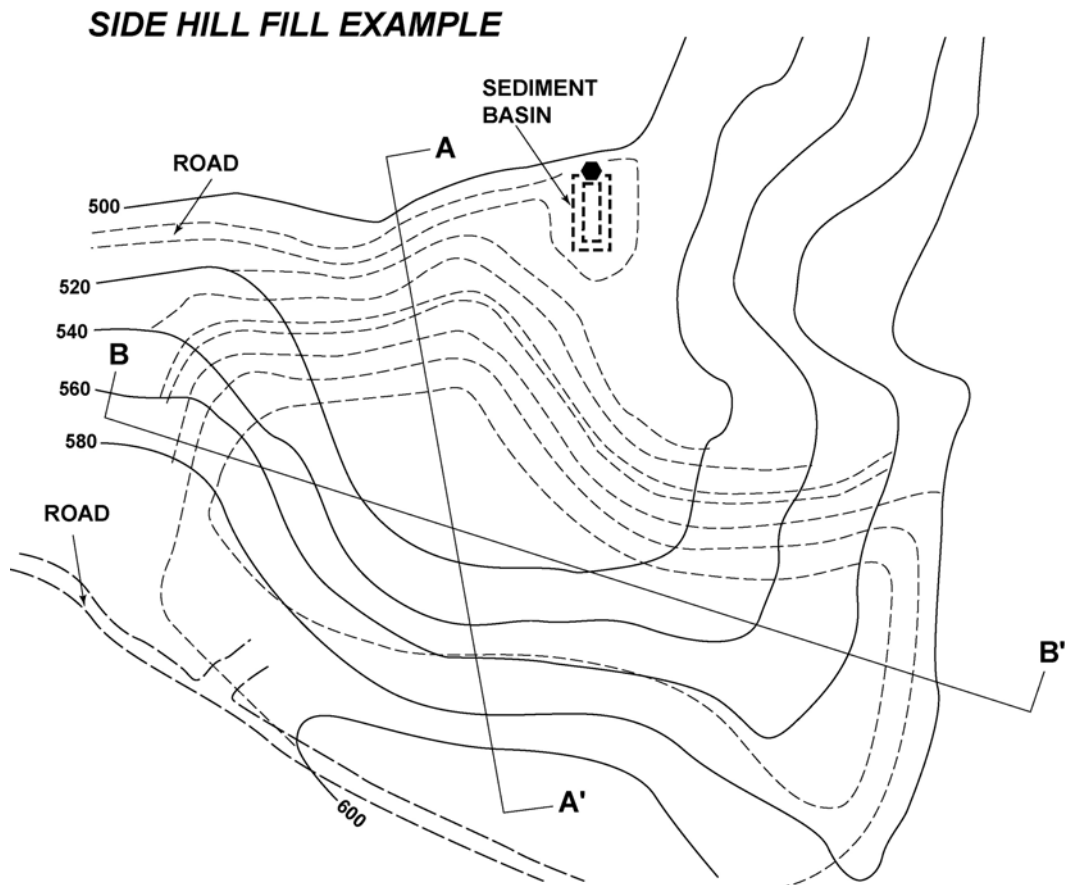 SIDE HILL FILL EXAMPLE
SEDIMENT
BASIN
A
ROAD
500
520
540
B
560
580
ROAD
B'
A'
600